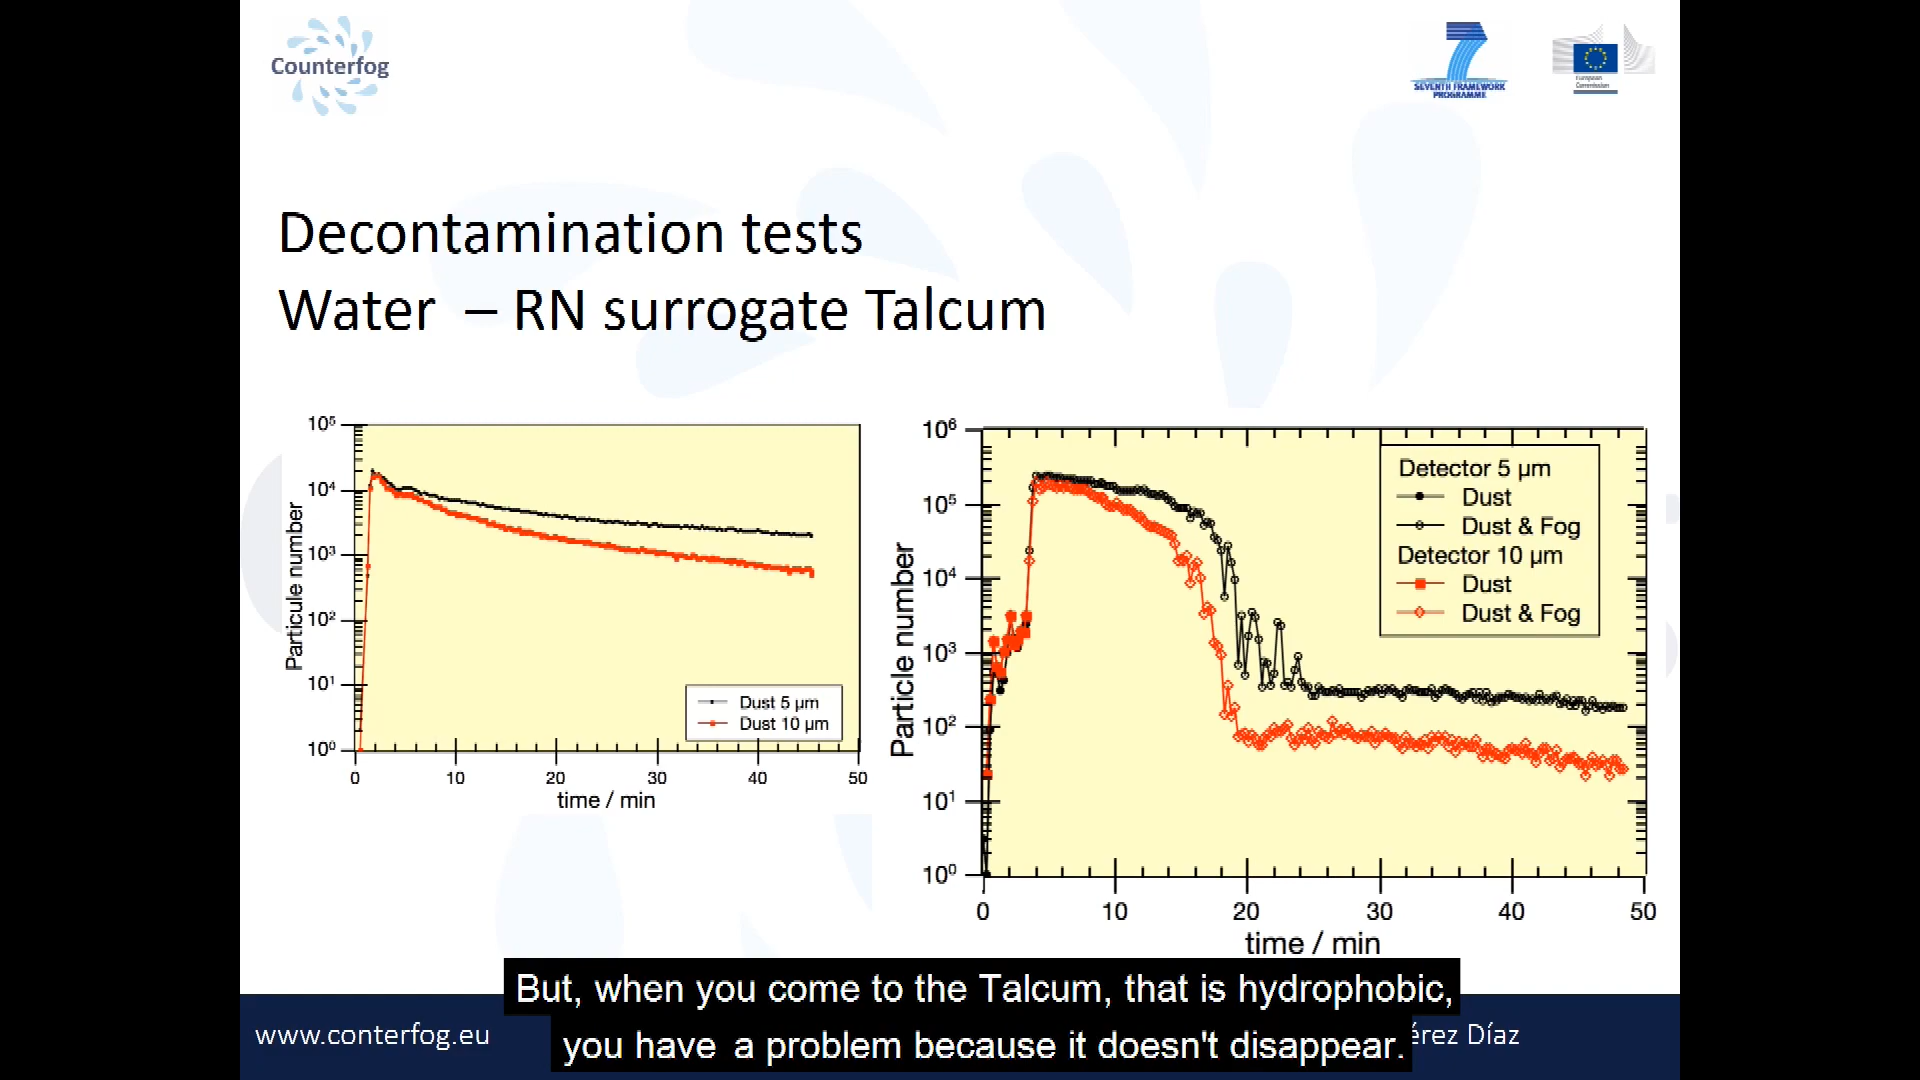 Counterfog
SEVENTH FRAMEWORK
PROGRAMME
European
Commission
Decontamination tests
Water – RN surrogate Talcum
10⁵
10⁴
10³
10²
10¹
10⁰
Particule number
Dust 5 µm
Dust 10 µm
0 10 20 30 40 50
time / min
10⁶
10⁵
10⁴
10³
10²
10¹
10⁰
Particle number
Detector 5 µm
Dust
Dust & Fog
Detector 10 µm
Dust
Dust & Fog
0 10 20 30 40 50
time / min
But, when you come to the Talcum, that is hydrophobic,
you have a problem because it doesn't disappear.
www.conterfog.eu
érez Díaz